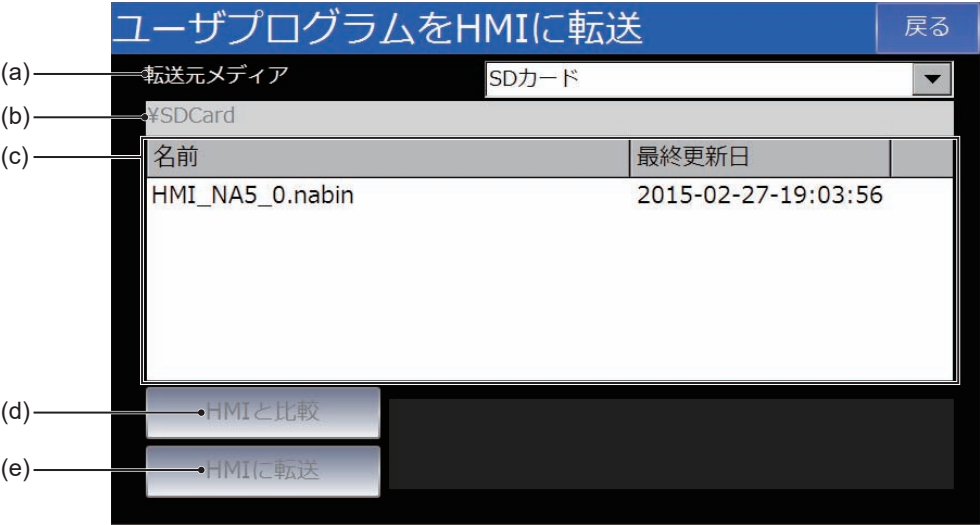 ユーザプログラムをHMIに転送 戻る
(a) 転送元メディア SDカード
(b) ¥SDCard
(c) 名前 最終更新日
HMI_NA5_0.nabin 2015-02-27-19:03:56
(d) HMIと比較
(e) HMIに転送